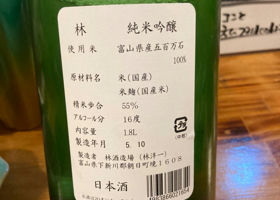 林　純米吟醸
使用米　富山県産五百万石
100%
原材料名　米(国産)
米麹(国産米)
精米歩合　55%
アルコール分　16度
内容量　1.8L
製造年月　5. 10
製造者　林酒造場（林洋一）
富山県下新川郡朝日町境1608
日本酒